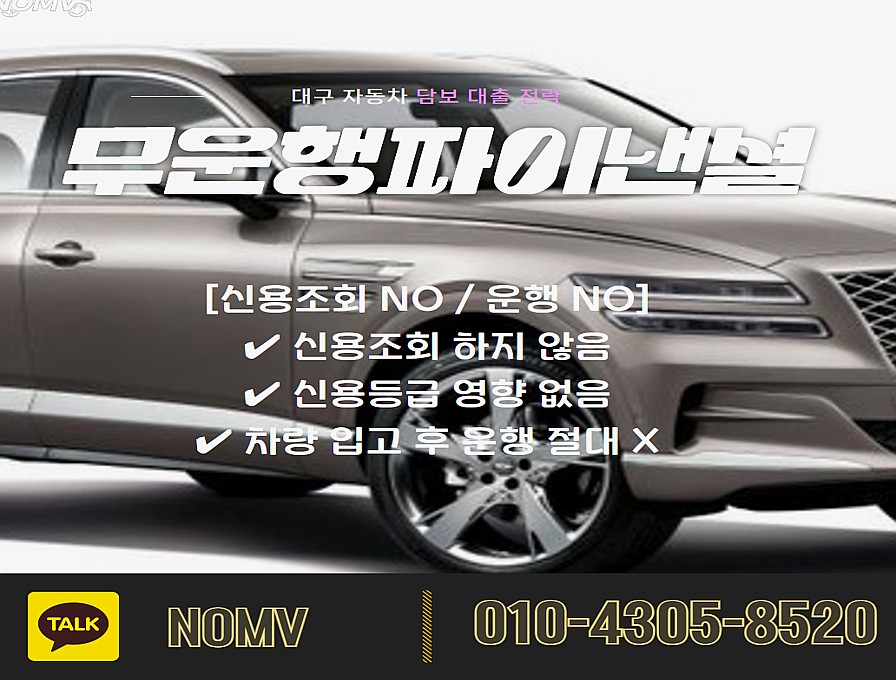 NOMVA
대구 자동차 담보 대출 전략
무운행파이낸셜
[신용조회 NO / 운행 NO]
✔ 신용조회 하지 않음
✔ 신용등급 영향 없음
✔ 차량 입고 후 운행 절대 X
TALK
NOMV
010-4305-8520